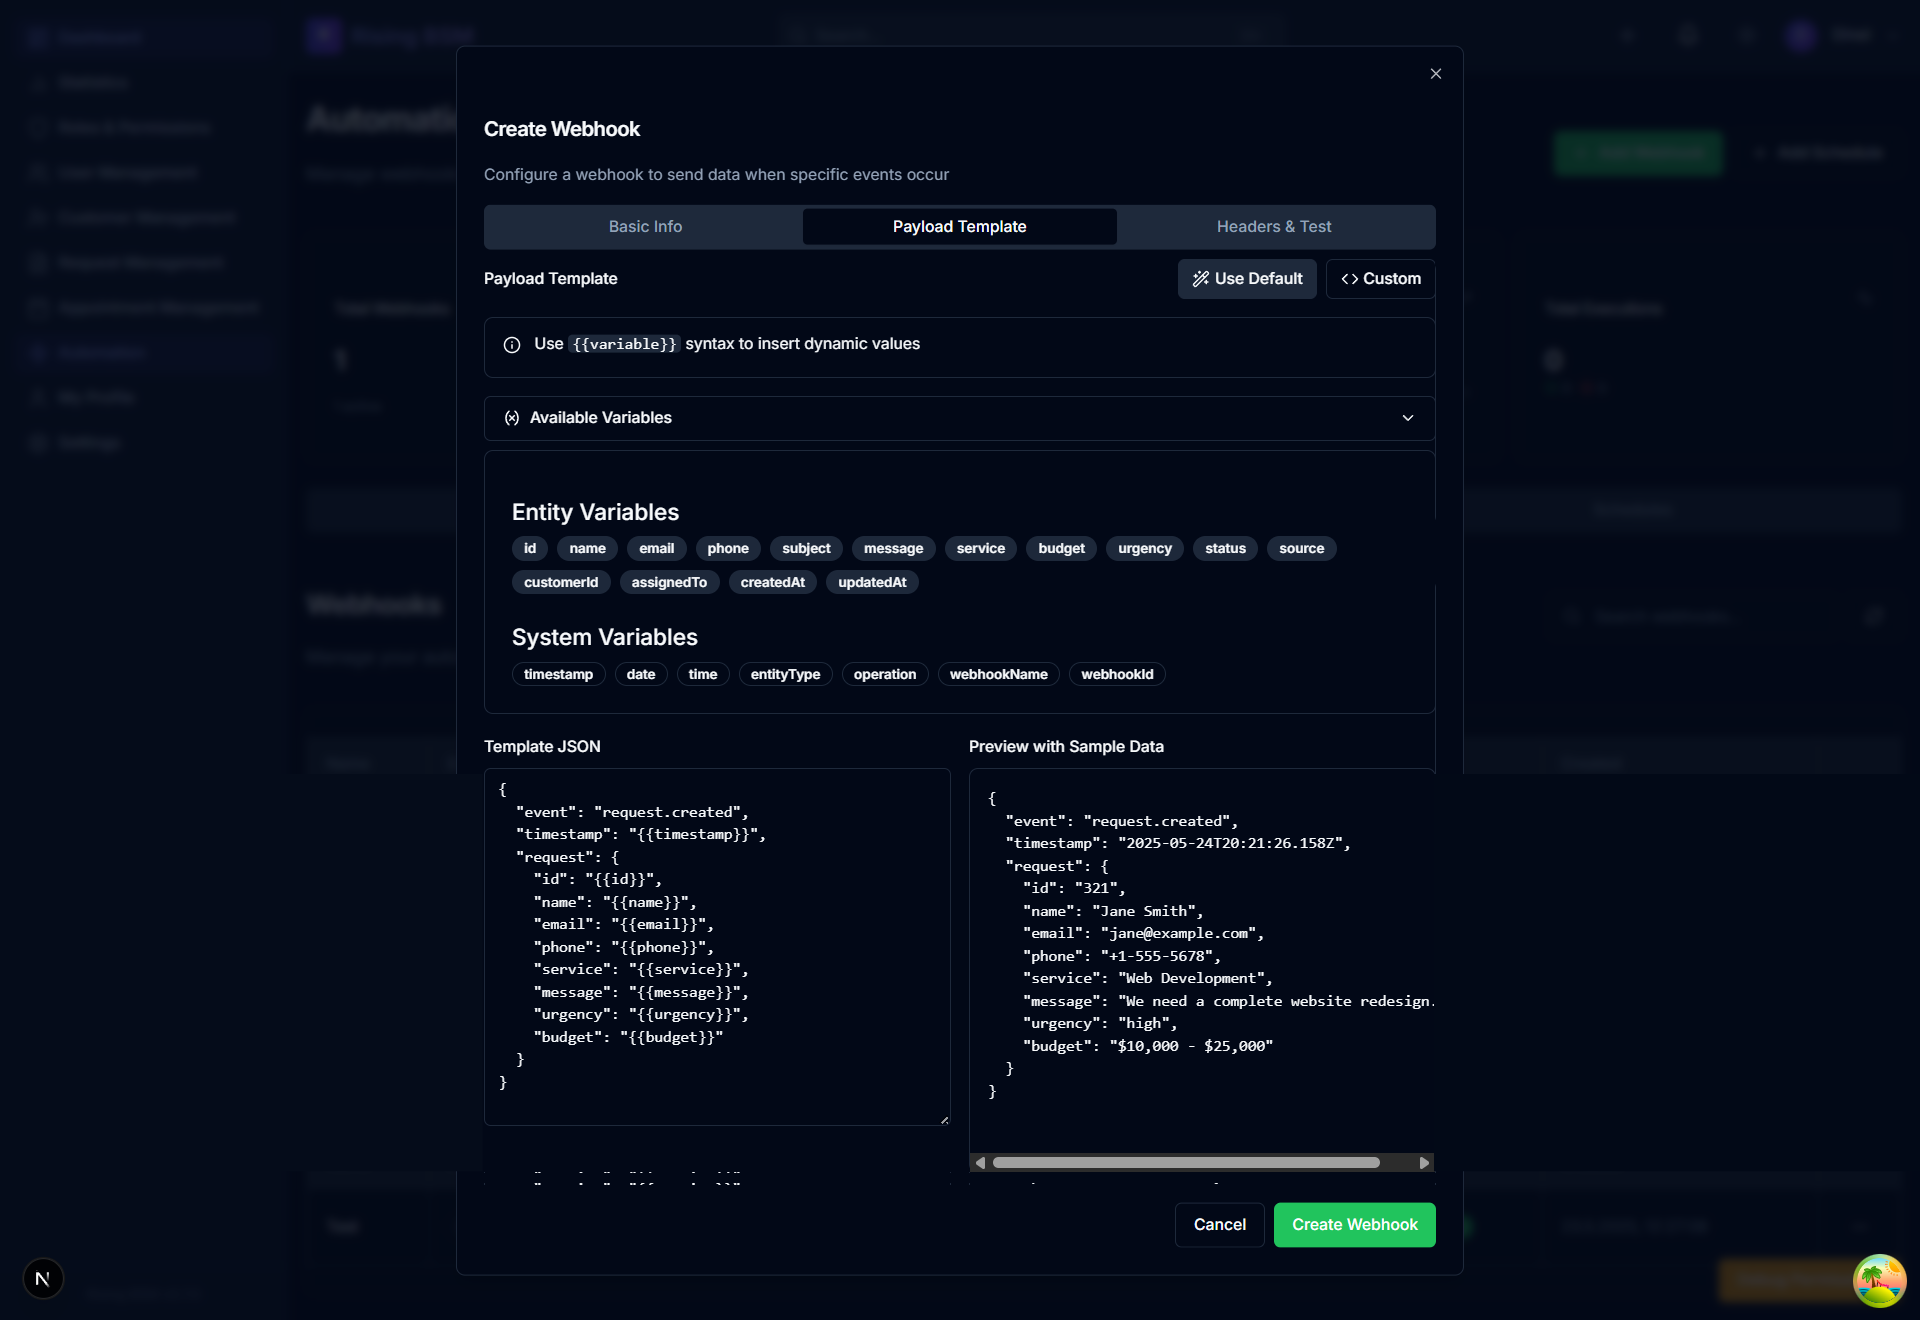 Create Webhook
Configure a webhook to send data when specific events occur
Basic Info
Payload Template
Headers & Test
Payload Template
Use Default
Custom
Use {{variable}} syntax to insert dynamic values
Available Variables
Entity Variables
id name email phone subject message service budget urgency status source
customerId assignedTo createdAt updatedAt
System Variables
timestamp date time entityType operation webhookName webhookId
Template JSON
{
"event": "request.created",
"timestamp": "{{timestamp}}",
"request": {
"id": "{{id}}",
"name": "{{name}}",
"email": "{{email}}",
"phone": "{{phone}}",
"service": "{{service}}",
"message": "{{message}}",
"urgency": "{{urgency}}",
"budget": "{{budget}}"
}
}
Preview with Sample Data
{
"event": "request.created",
"timestamp": "2025-05-24T20:21:26.158Z",
"request": {
"id": "321",
"name": "Jane Smith",
"email": "jane@example.com",
"phone": "+1-555-5678",
"service": "Web Development",
"message": "We need a complete website redesign.
"urgency": "high",
"budget": "$10,000 - $25,000"
}
}
Cancel
Create Webhook
N